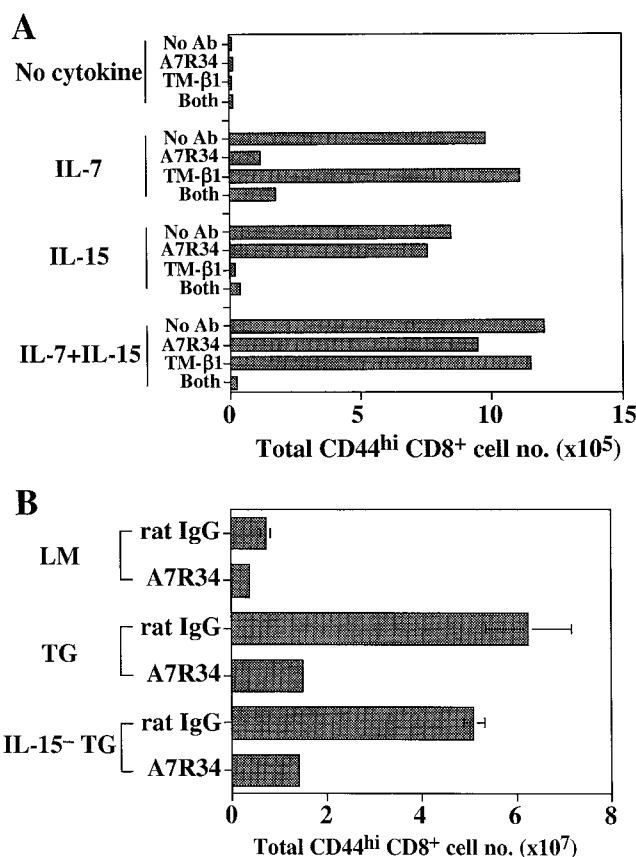 A
No cytokine
No Ab
A7R34
TM-β1
Both
IL-7
No Ab
A7R34
TM-β1
Both
IL-15
No Ab
A7R34
TM-β1
Both
IL-7+IL-15
No Ab
A7R34
TM-β1
Both
0 5 10 15
Total CD44hi CD8+ cell no. (x10⁵)
B
LM
rat IgG
A7R34
TG
rat IgG
A7R34
IL-15⁻ TG
rat IgG
A7R34
0 2 4 6 8
Total CD44hi CD8+ cell no. (x10⁷)